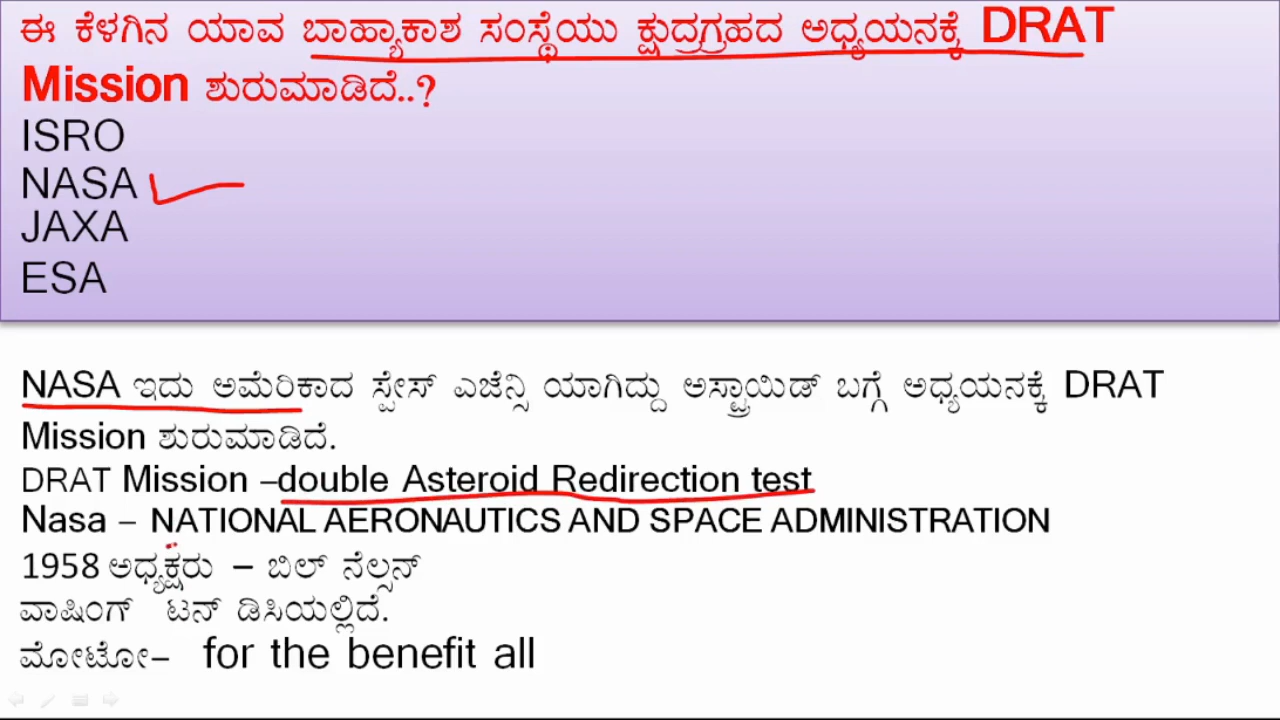 ಈ ಕೆಳಗಿನ ಯಾವ ಬಾಹ್ಯಾಕಾಶ ಸಂಸ್ಥೆಯು ಕ್ಷುದ್ರಗ್ರಹದ ಅಧ್ಯಯನಕ್ಕೆ DRAT
Mission ಶುರುಮಾಡಿದೆ..?
ISRO
NASA
JAXA
ESA
NASA ಇದು ಅಮೆರಿಕಾದ ಸ್ಪೇಸ್ ಎಜೆನ್ಸಿ ಯಾಗಿದ್ದು ಅಸ್ಟ್ರಾಯಿಡ್ ಬಗ್ಗೆ ಅಧ್ಯಯನಕ್ಕೆ DRAT
Mission ಶುರುಮಾಡಿದೆ.
DRAT Mission –double Asteroid Redirection test
Nasa – NATIONAL AERONAUTICS AND SPACE ADMINISTRATION
1958 ಅಧ್ಯಕ್ಷರು – ಬಿಲ್ ನೆಲ್ಸನ್
ವಾಷಿಂಗ್ ಟನ್ ಡಿಸಿಯಲ್ಲಿದೆ.
ಮೋಟೋ– for the benefit all